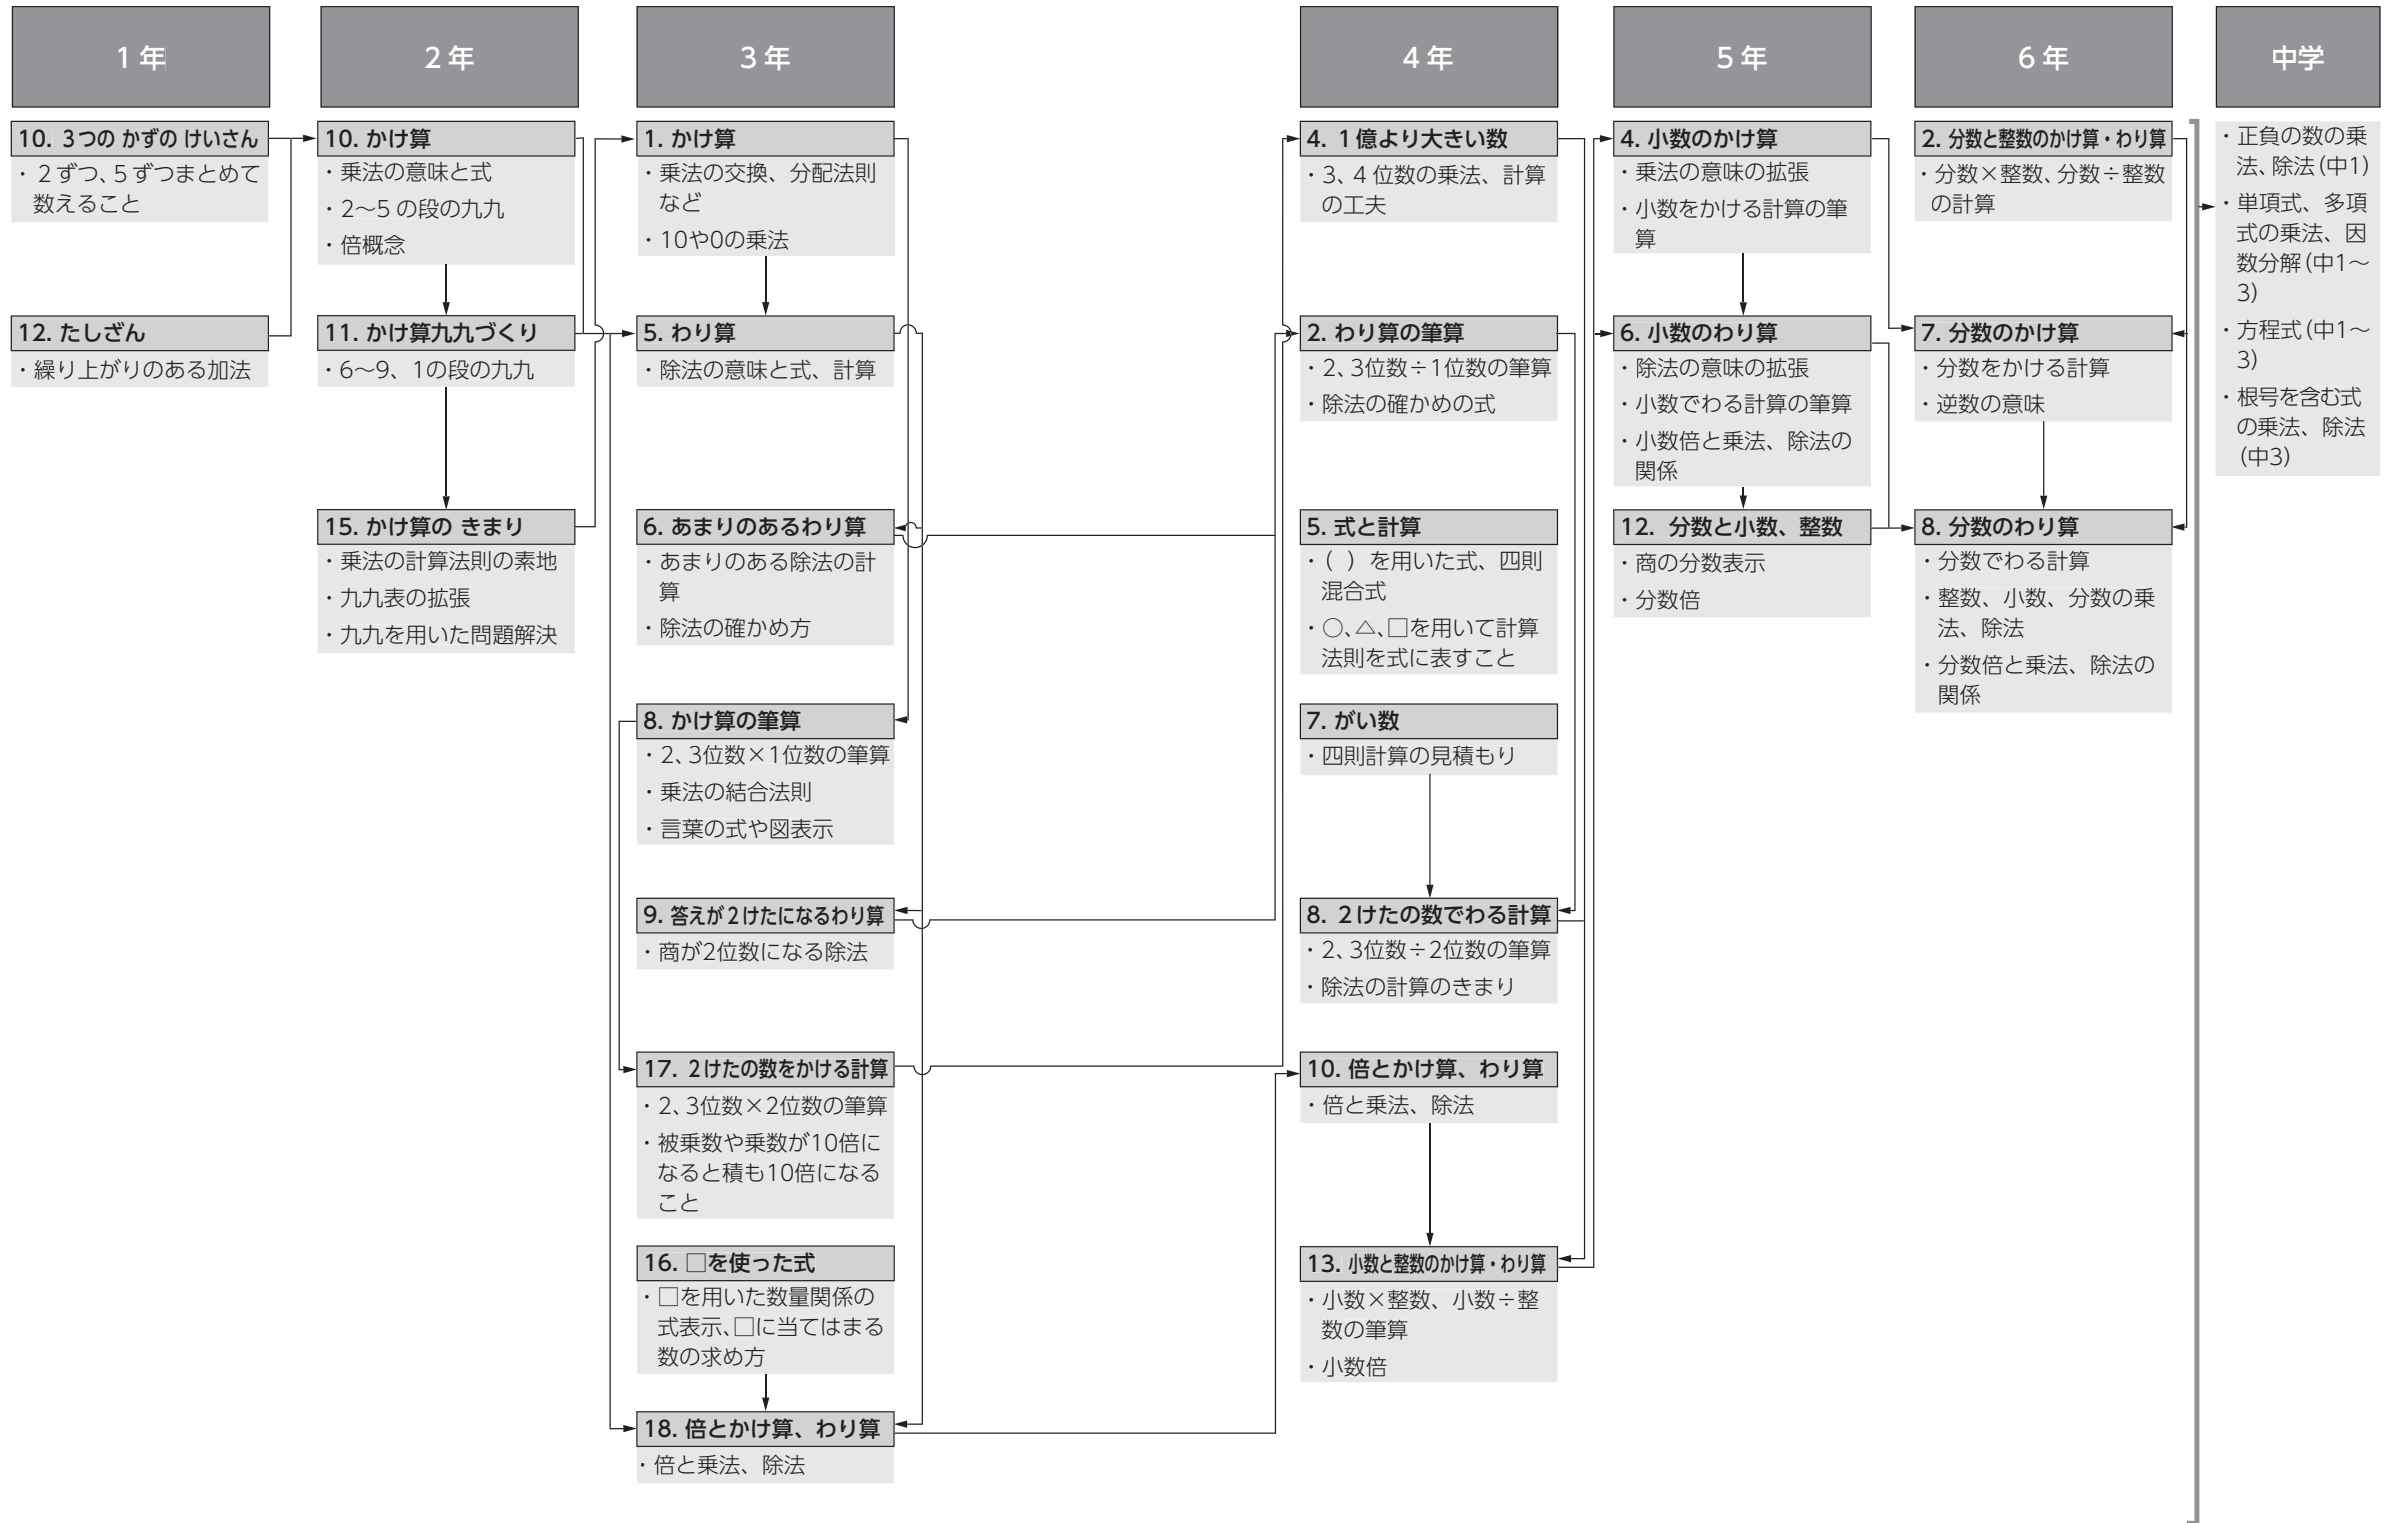 1 年
2 年
3 年
4 年
5 年
6 年
中学
10. 3つの かずの けいさん
・２ずつ、５ずつまとめて
数えること
12. たしざん
・繰り上がりのある加法
10. かけ算
・乗法の意味と式
・2〜5 の段の九九
・倍概念
11. かけ算九九づくり
・6〜9、1の段の九九
15. かけ算の きまり
・乗法の計算法則の素地
・九九表の拡張
・九九を用いた問題解決
1. かけ算
・乗法の交換、分配法則
など
・10や0の乗法
5. わり算
・除法の意味と式、計算
6. あまりのあるわり算
・あまりのある除法の計
算
・除法の確かめ方
8. かけ算の筆算
・2、3位数×1位数の筆算
・乗法の結合法則
・言葉の式や図表示
9. 答えが２けたになるわり算
・商が2位数になる除法
17. 2けたの数をかける計算
・2、3位数×2位数の筆算
・被乗数や乗数が10倍に
なると積も10倍になる
こと
16. □を使った式
・□を用いた数量関係の
式表示、□に当てはまる
数の求め方
18. 倍とかけ算、わり算
・倍と乗法、除法
4. １億より大きい数
・3、4 位数の乗法、計算
の工夫
2. わり算の筆算
・2、3位数÷1位数の筆算
・除法の確かめの式
5. 式と計算
・( ）を用いた式、四則
混合式
・○、△、□を用いて計算
法則を式に表すこと
7. がい数
・四則計算の見積もり
8. ２けたの数でわる計算
・2、3位数÷2位数の筆算
・除法の計算のきまり
10. 倍とかけ算、わり算
・倍と乗法、除法
13. 小数と整数のかけ算・わり算
・小数×整数、小数÷整
数の筆算
・小数倍
4. 小数のかけ算
・乗法の意味の拡張
・小数をかける計算の筆
算
6. 小数のわり算
・除法の意味の拡張
・小数でわる計算の筆算
・小数倍と乗法、除法の
関係
12. 分数と小数、整数
・商の分数表示
・分数倍
2. 分数と整数のかけ算・わり算
・分数×整数、分数÷整数
の計算
7. 分数のかけ算
・分数をかける計算
・逆数の意味
8. 分数のわり算
・分数でわる計算
・整数、小数、分数の乗
法、除法
・分数倍と乗法、除法の
関係
・正負の数の乗
法、除法(中1)
・単項式、多項
式の乗法、因
数分解(中1〜
3)
・方程式(中1〜
3)
・根号を含む式
の乗法、除法
(中3)